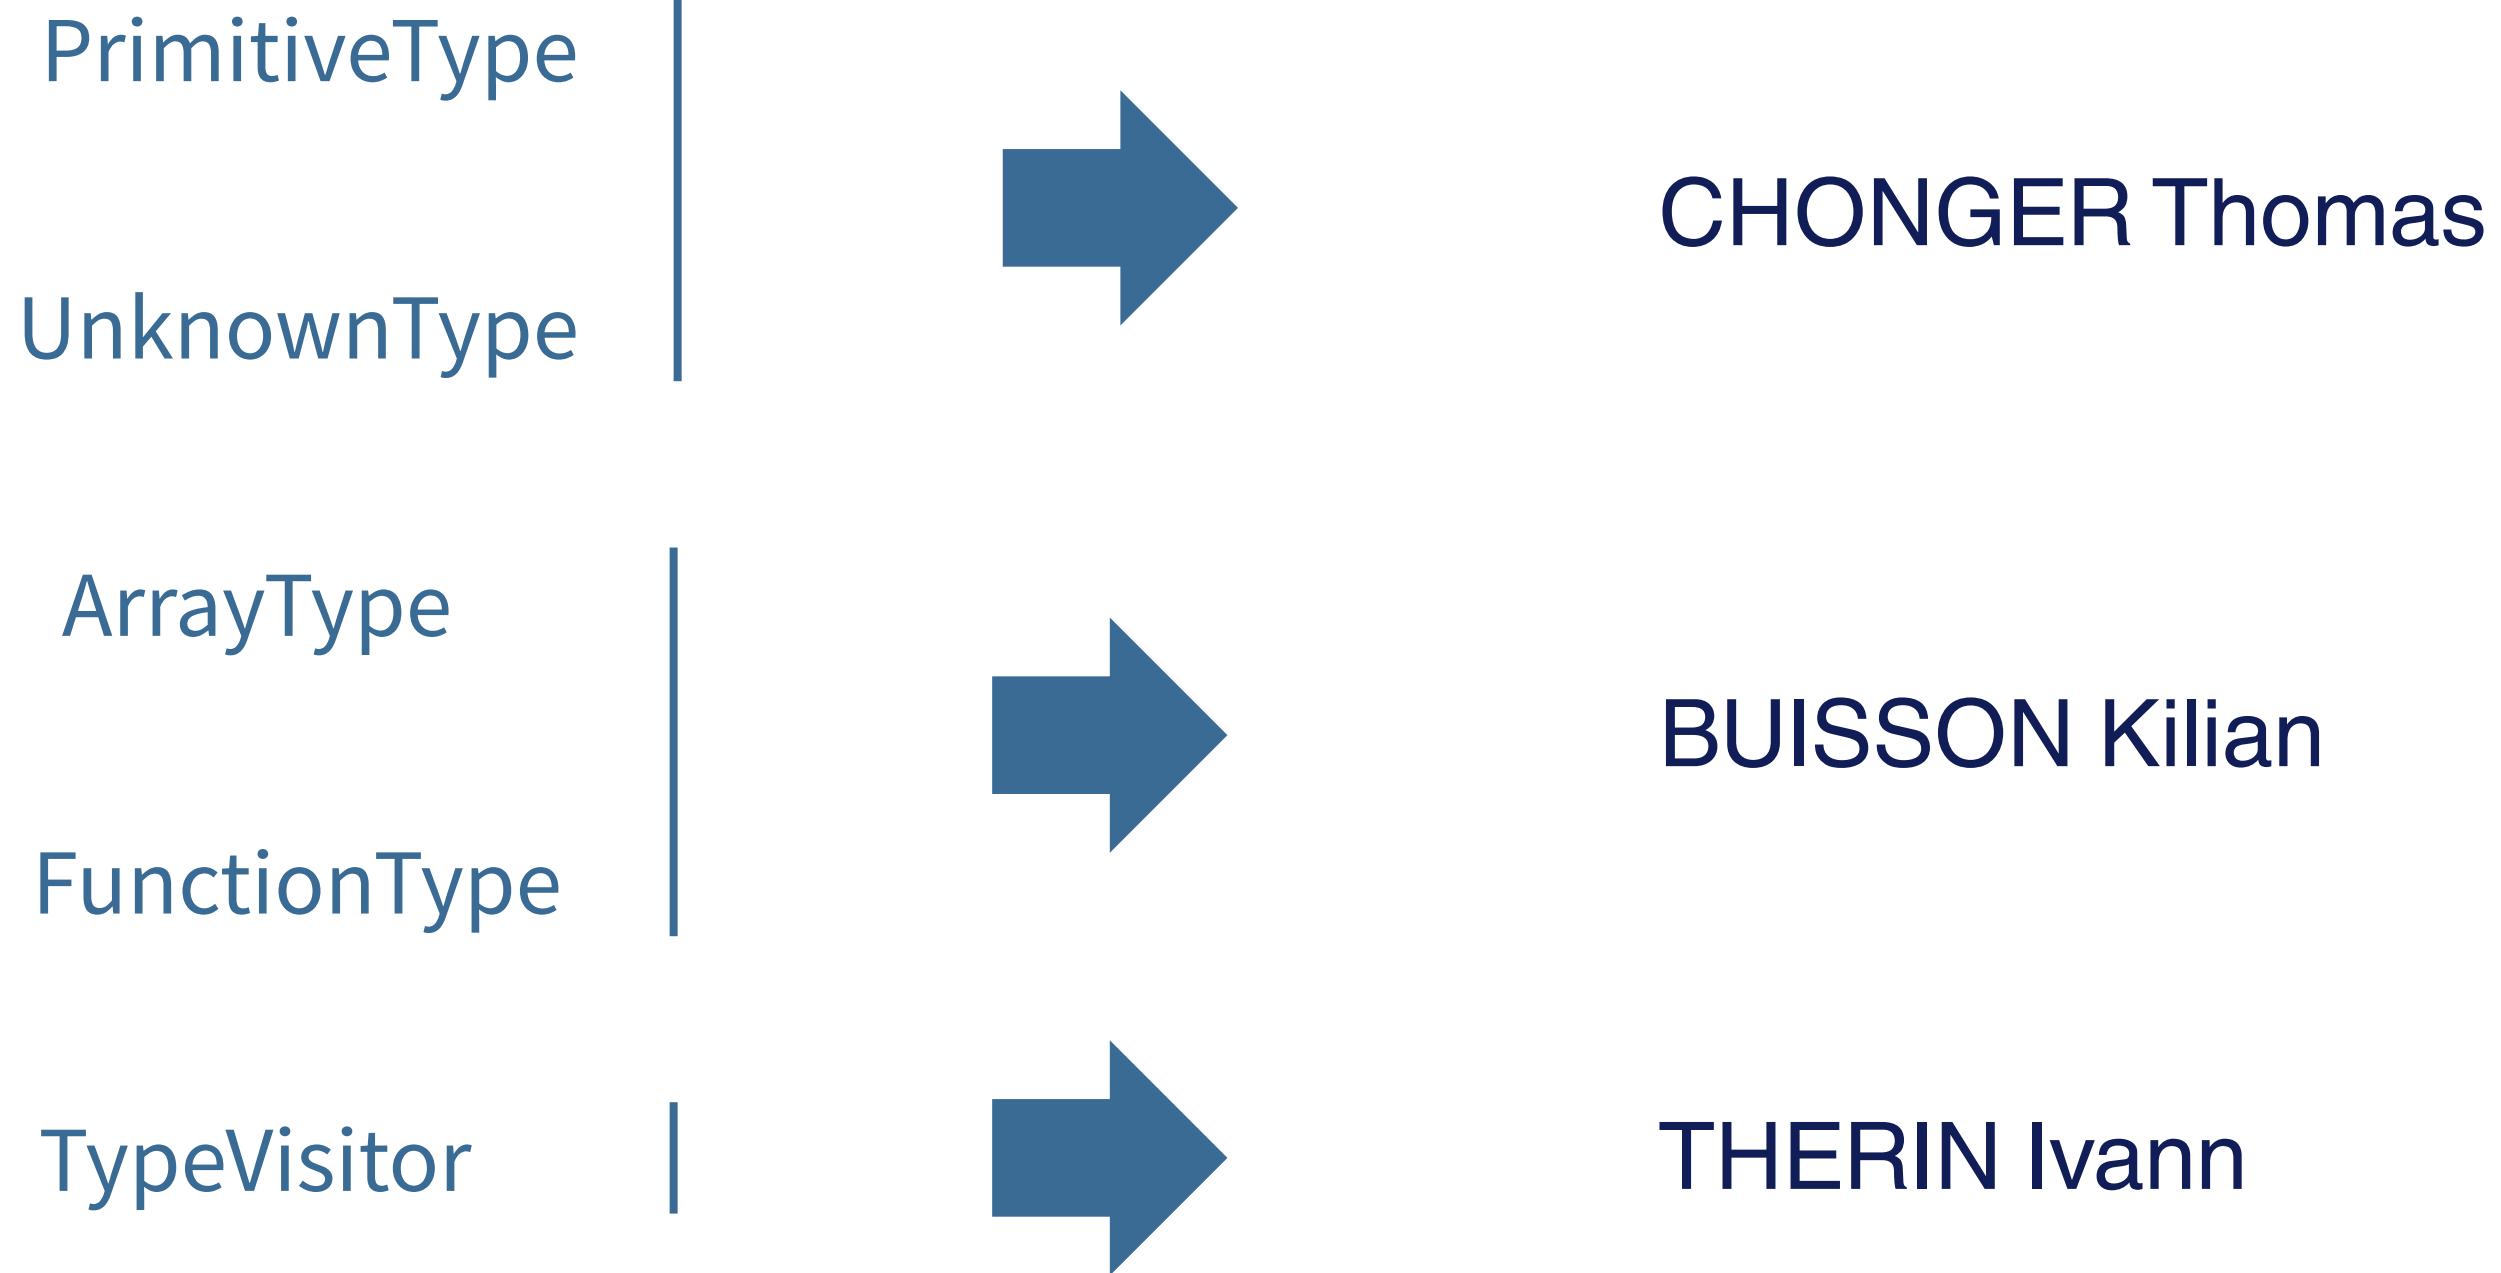 PrimitiveType
UnknownType
CHONGER Thomas
ArrayType
FunctionType
BUISSON Kilian
TypeVisitor
THERIN Ivann